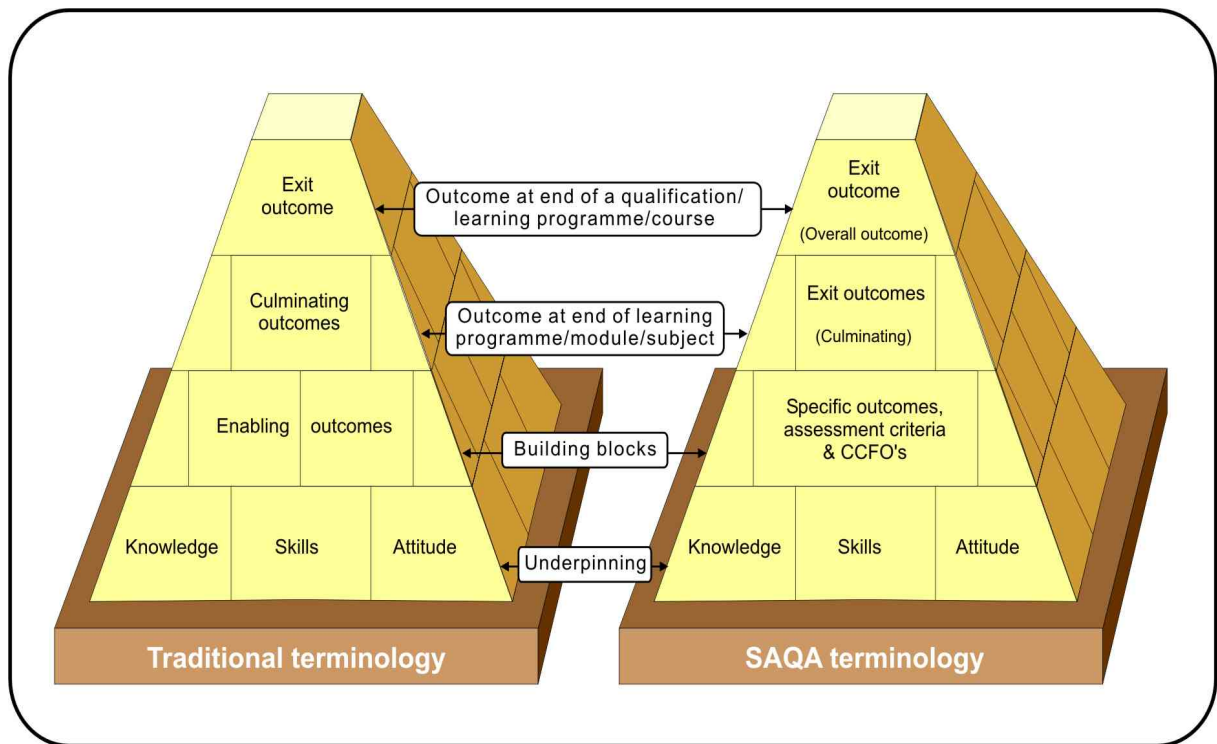 Exit
outcome
Outcome at end of a qualification/
learning programme/course
Exit
outcome
(Overall outcome)
Culminating
outcomes
Outcome at end of learning
programme/module/subject
Exit outcomes
(Culminating)
Enabling outcomes
Building blocks
Specific outcomes,
assessment criteria
& CCFO's
Knowledge Skills Attitude
Underpinning
Knowledge Skills Attitude
Traditional terminology
SAQA terminology